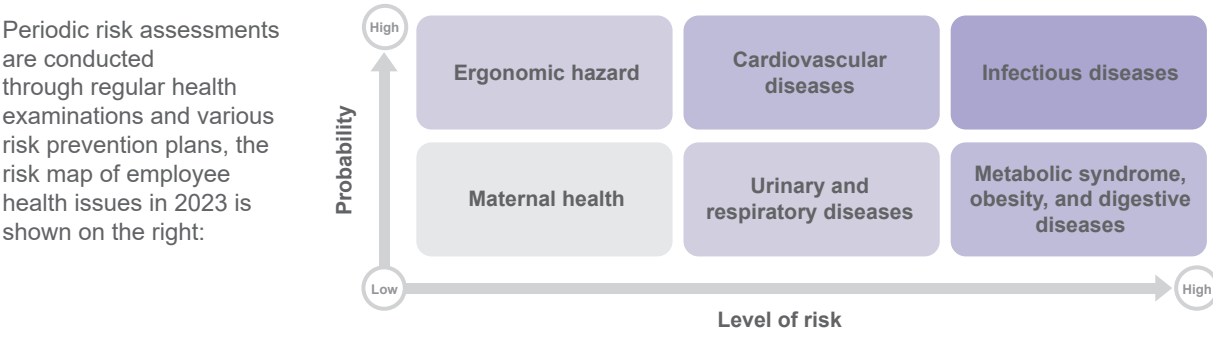 Periodic risk assessments
are conducted
through regular health
examinations and various
risk prevention plans, the
risk map of employee
health issues in 2023 is
shown on the right:
High
Probability
Ergonomic hazard
Cardiovascular
diseases
Infectious diseases
Maternal health
Urinary and
respiratory diseases
Metabolic syndrome,
obesity, and digestive
diseases
Low
High
Level of risk